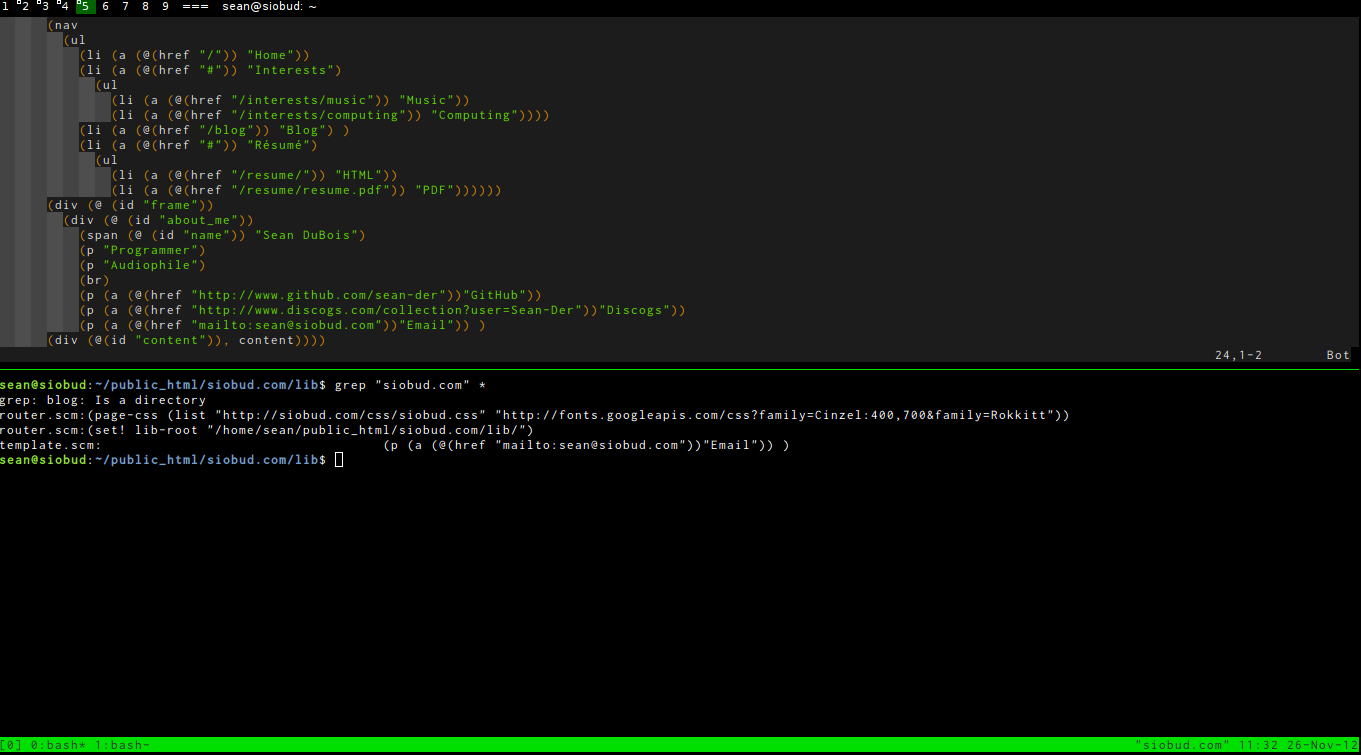 1 2 3 4 5 6 7 8 9 === sean@siobud: ~
(nav
(ul
(li (a (@(href "/")) "Home"))
(li (a (@(href "#")) "Interests")
(ul
(li (a (@(href "/interests/music")) "Music"))
(li (a (@(href "/interests/computing")) "Computing"))))
(li (a (@(href "/blog")) "Blog") )
(li (a (@(href "#")) "Résumé")
(ul
(li (a (@(href "/resume/")) "HTML"))
(li (a (@(href "/resume/resume.pdf")) "PDF"))))))
(div (@ (id "frame"))
(div (@ (id "about_me"))
(span (@ (id "name")) "Sean DuBois")
(p "Programmer")
(p "Audiophile")
(br)
(p (a (@(href "http://www.github.com/sean-der"))"GitHub"))
(p (a (@(href "http://www.discogs.com/collection?user=Sean-Der"))"Discogs"))
(p (a (@(href "mailto:sean@siobud.com"))"Email")) )
(div (@(id "content")), content))))
24,1-2 Bot
sean@siobud:~/public_html/siobud.com/lib$ grep "siobud.com" *
grep: blog: Is a directory
router.scm:(page-css (list "http://siobud.com/css/siobud.css" "http://fonts.googleapis.com/css?family=Cinzel:400,700&family=Rokkitt"))
router.scm:(set! lib-root "/home/sean/public_html/siobud.com/lib/")
template.scm: (p (a (@(href "mailto:sean@siobud.com"))"Email")) )
sean@siobud:~/public_html/siobud.com/lib$
[0] 0:bash* 1:bash- "siobud.com" 11:32 26-Nov-12